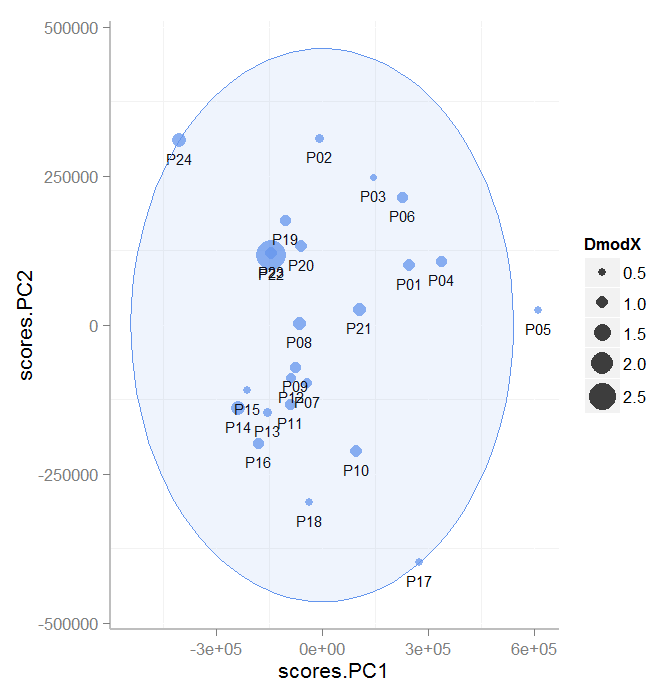 500000
P24
P02
P03
250000
P06
P19
P20
P22
P01
P04
DmodX
0.5
1.0
1.5
2.0
2.5
scores.PC2
0
P08
P21
P05
P09
P12
P07
P15
P14
P13
P11
P16
P10
-250000
P18
P17
-500000
-3e+05
0e+00
3e+05
6e+05
scores.PC1